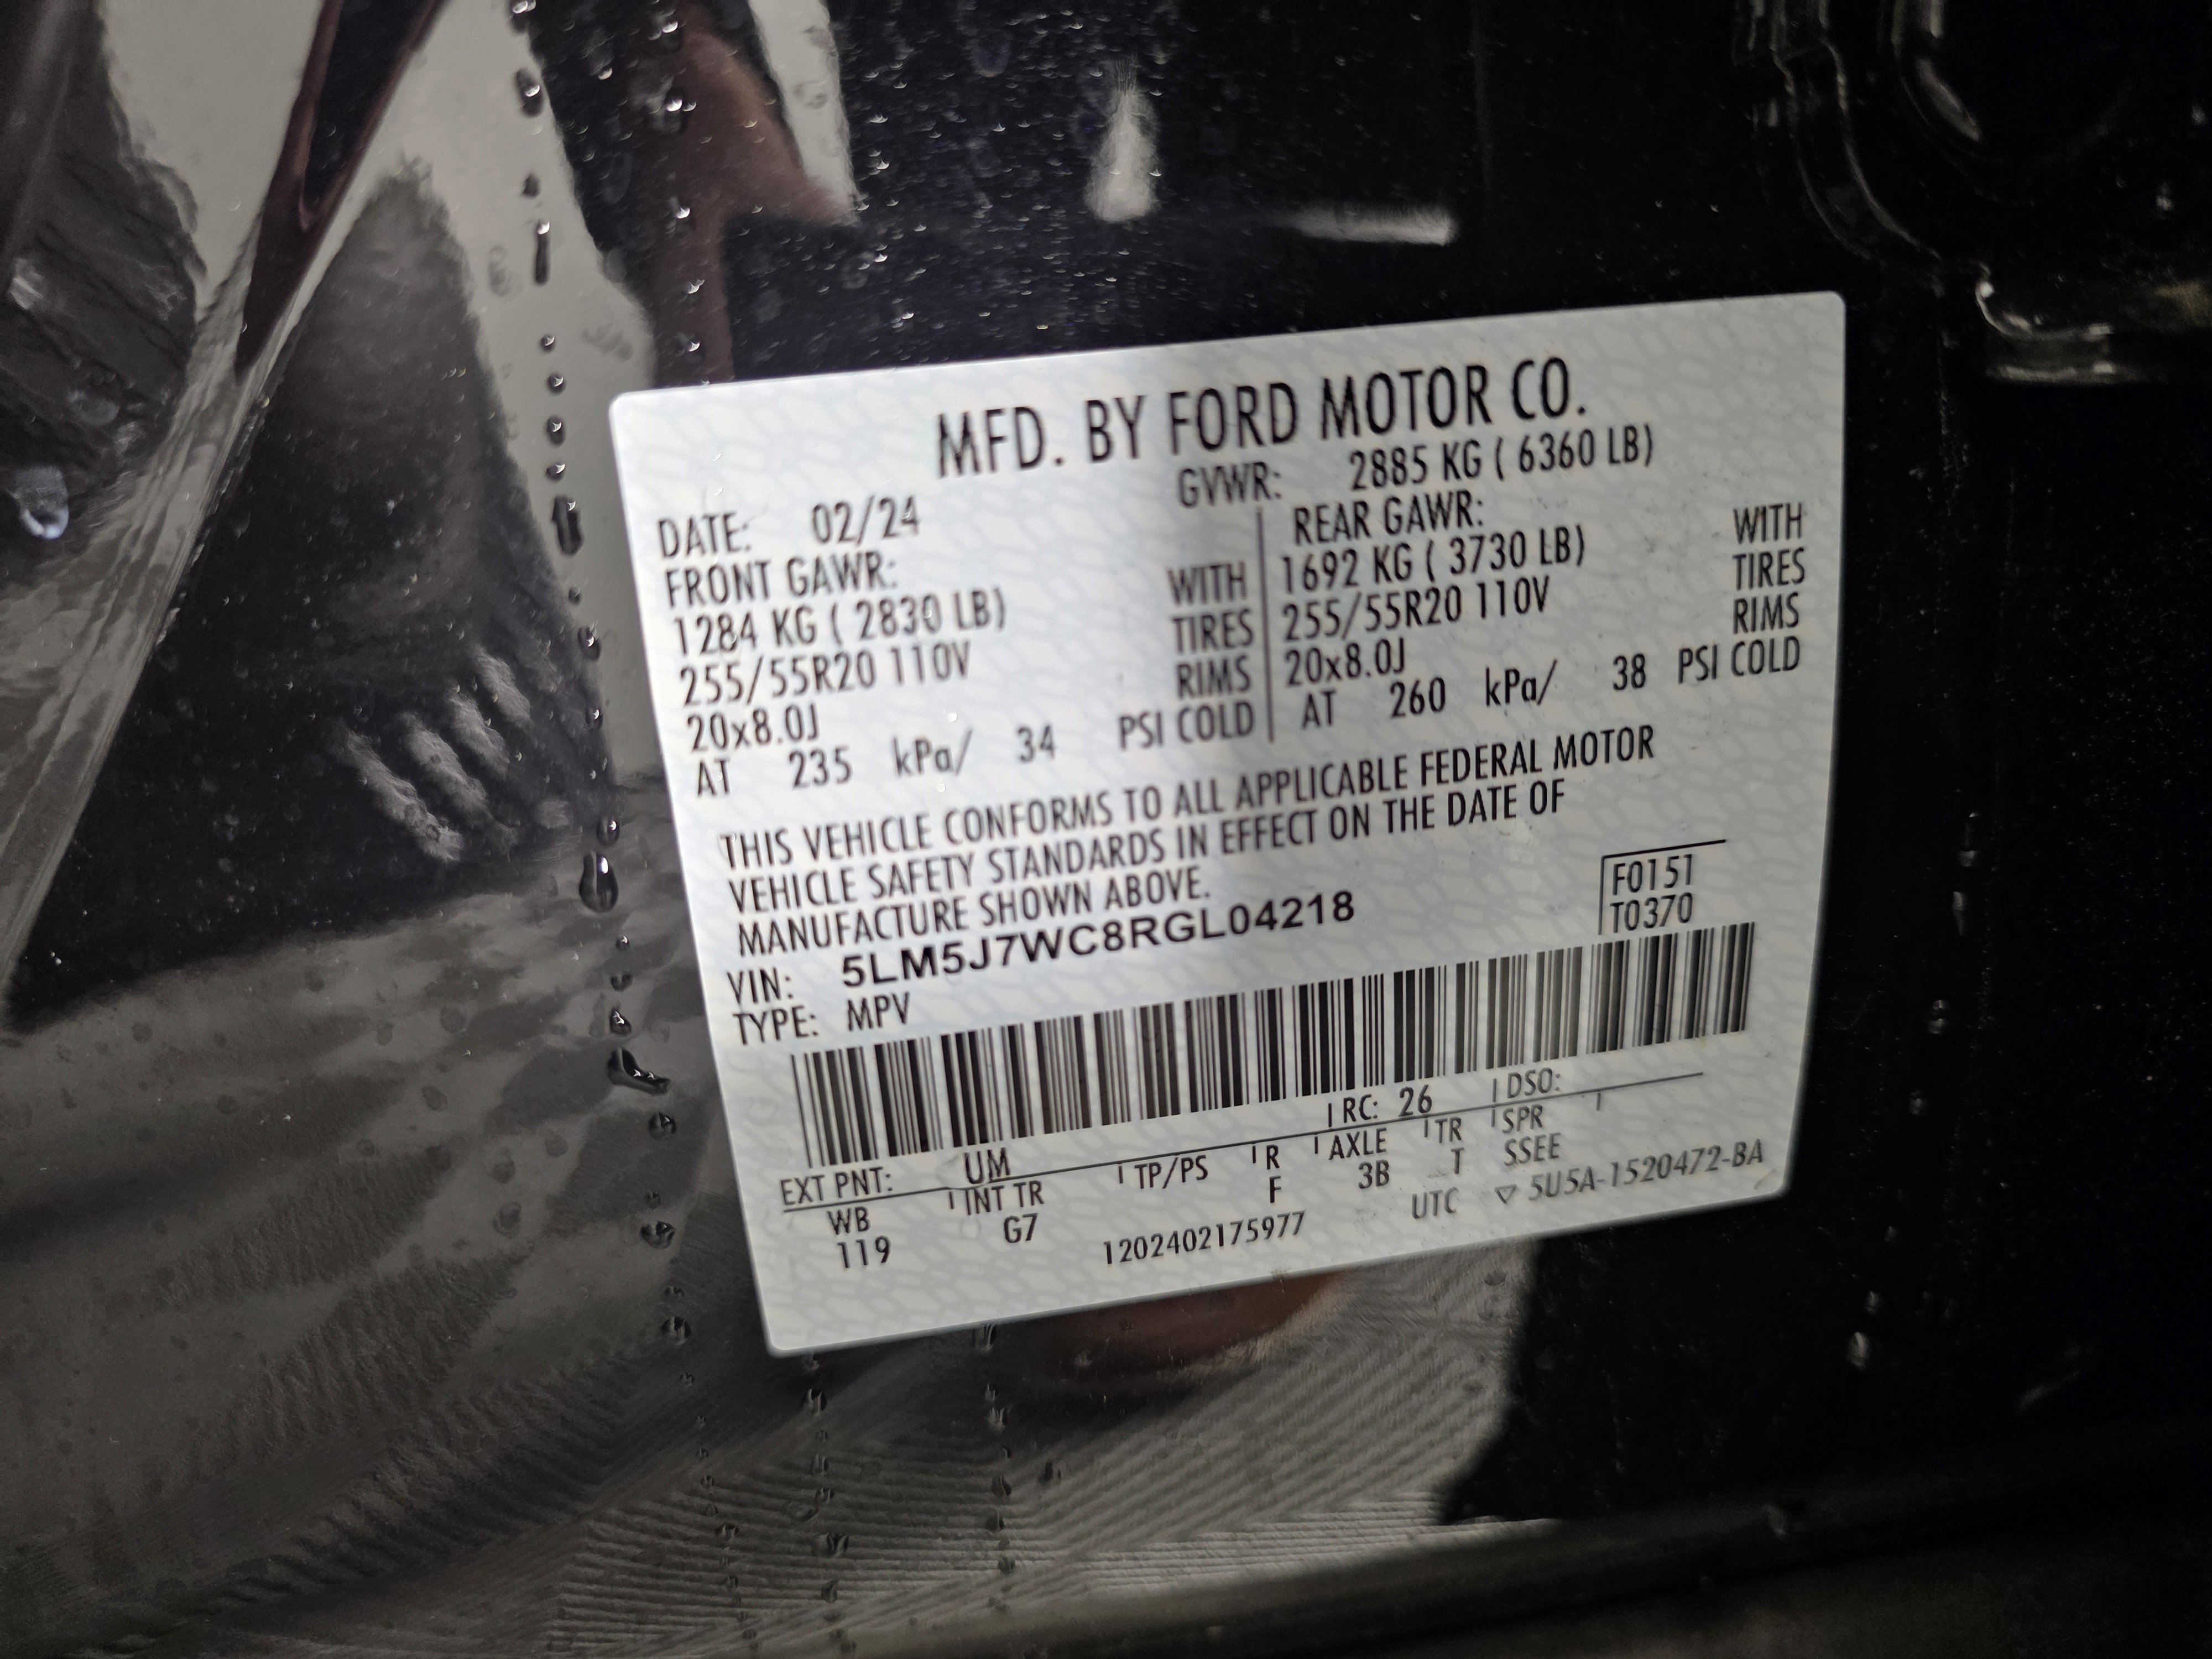 MFD. BY FORD MOTOR CO.
DATE: 02/24 GVWR: 2885 KG ( 6360 LB)
FRONT GAWR: WITH
1284 KG ( 2830 LB) TIRES
255/55R20 110V RIMS
20x8.0J
AT 235 kPa/ 34 PSI COLD
REAR GAWR: WITH
1692 KG ( 3730 LB) TIRES
255/55R20 110V RIMS
20x8.0J
AT 260 kPa/ 38 PSI COLD
THIS VEHICLE CONFORMS TO ALL APPLICABLE FEDERAL MOTOR
VEHICLE SAFETY STANDARDS IN EFFECT ON THE DATE OF
MANUFACTURE SHOWN ABOVE.
VIN: 5LM5J7WC8RGL04218
TYPE: MPV
F0151
T0370
EXT PNT: UM RC: 26 DSO:
WB INT TR TP/PS R AXLE TR SPR
119 G7 F 3B T SSEE
1202402175977 UTC ▽ 5U5A-1520472-BA